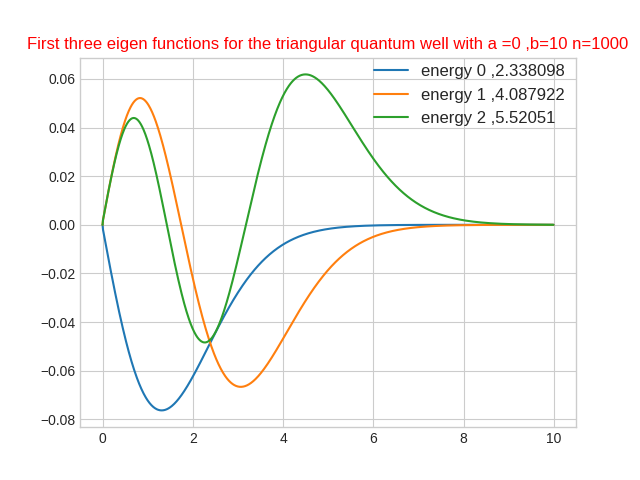 First three eigen functions for the triangular quantum well with a =0 ,b=10 n=1000
energy 0 ,2.338098
energy 1 ,4.087922
energy 2 ,5.52051
0.06
0.04
0.02
0.00
−0.02
−0.04
−0.06
−0.08
0 2 4 6 8 10